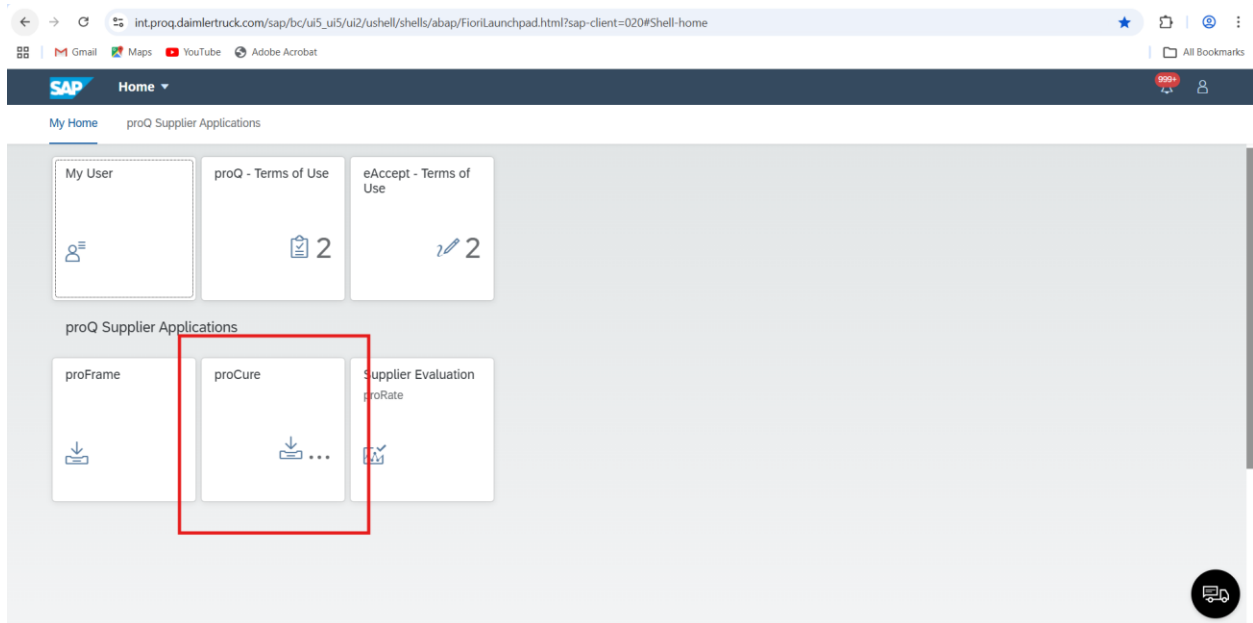 int.proq.daimlertruck.com/sap/bc/ui5_ui5/ui2/ushell/shells/abap/FioriLaunchpad.html?sap-client=020#Shell-home
Gmail Maps YouTube Adobe Acrobat All Bookmarks
SAP Home 999+
My Home proQ Supplier Applications
My User
proQ - Terms of Use
2
eAccept - Terms of
Use
2
proQ Supplier Applications
proFrame
proCure
...
Supplier Evaluation
proRate